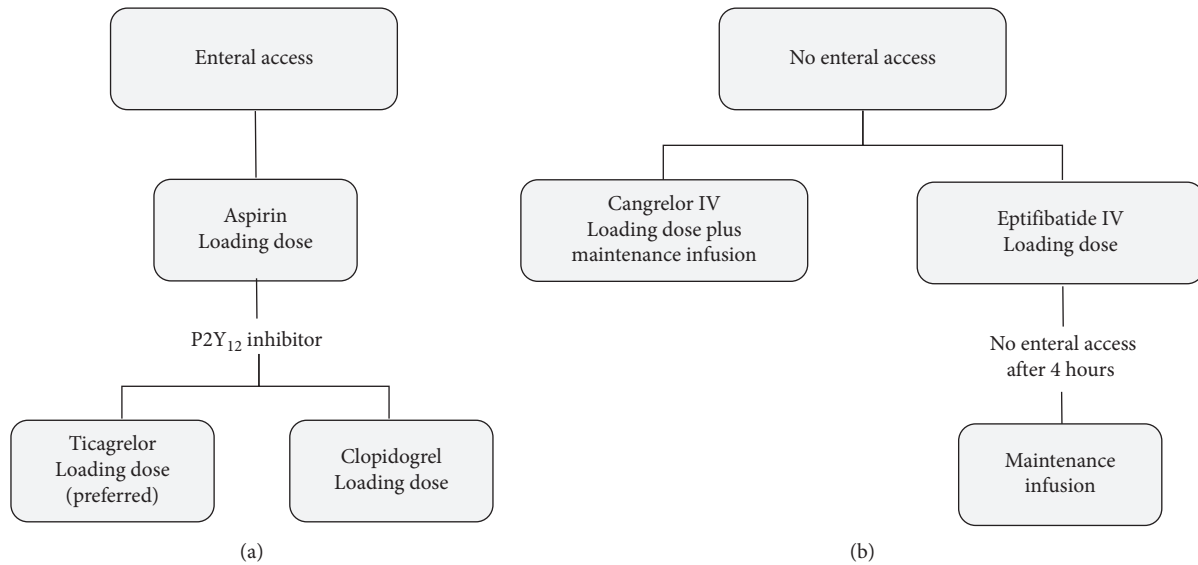 Enteral access
Aspirin
Loading dose
P2Y12 inhibitor
Ticagrelor
Loading dose
(preferred)
Clopidogrel
Loading dose
(a)
No enteral access
Cangrelor IV
Loading dose plus
maintenance infusion
Eptifibatide IV
Loading dose
No enteral access
after 4 hours
Maintenance
infusion
(b)